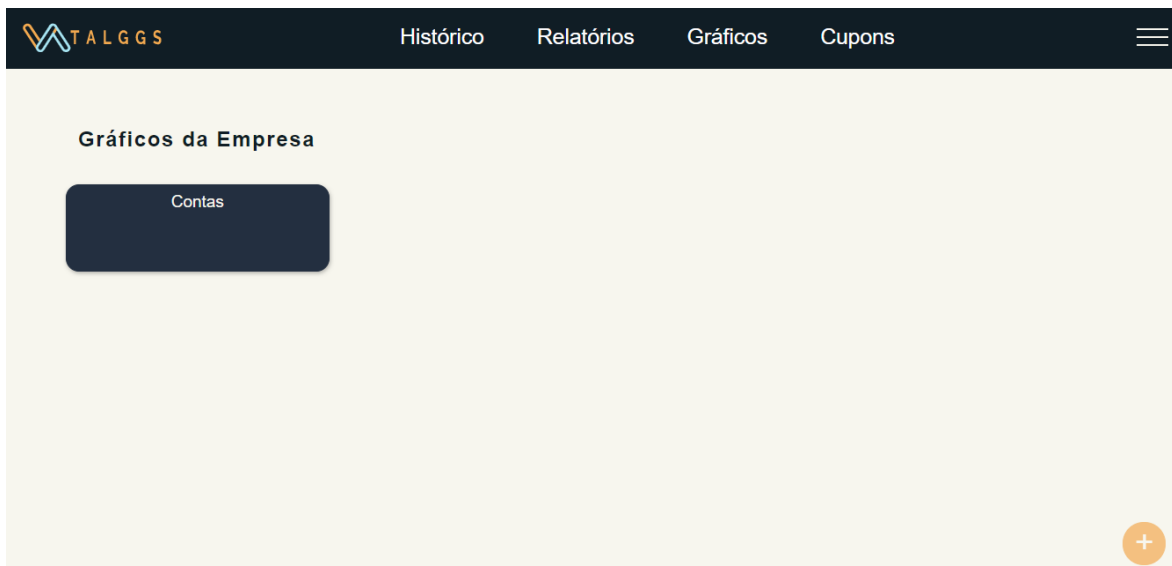 TALGGS
Histórico Relatórios Gráficos Cupons
Gráficos da Empresa
Contas
+